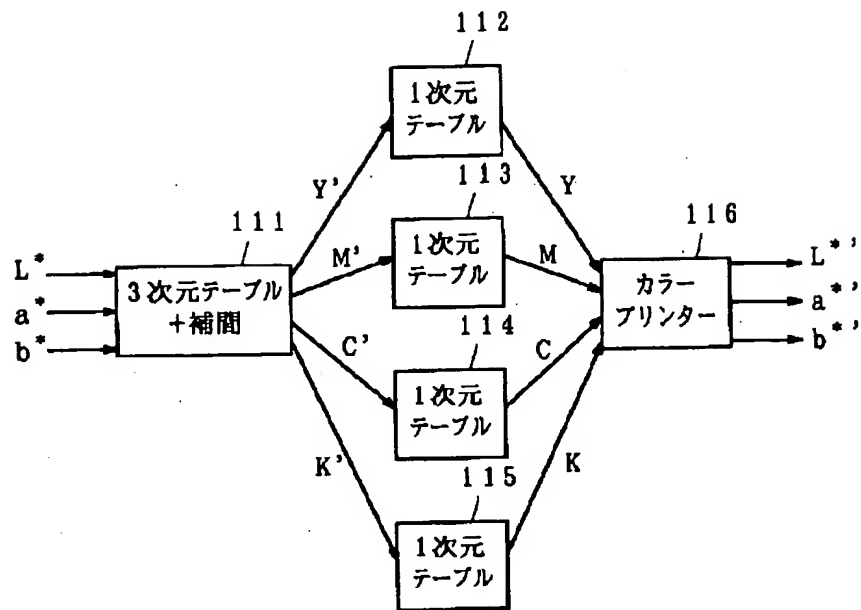 112
1次元
テーブル
113
Y'
Y
111
116
L*
M'
1次元
テーブル
M
L*'
a*
3次元テーブル
+補間
カラー
プリンター
a*'
b*
114
b*'
C'
C
1次元
テーブル
K'
115
K
1次元
テーブル